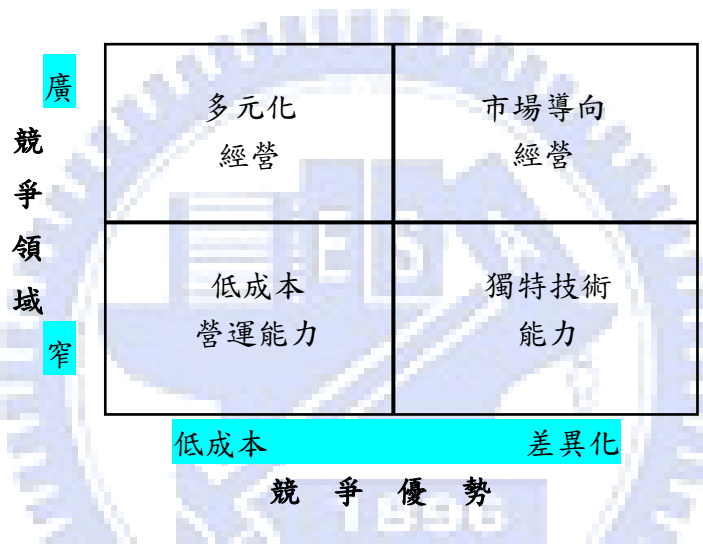 廣
多元化
經營
市場導向
經營
競
爭
領
域
低成本
營運能力
獨特技術
能力
窄
低成本 差異化
競 爭 優 勢
ESA
1896